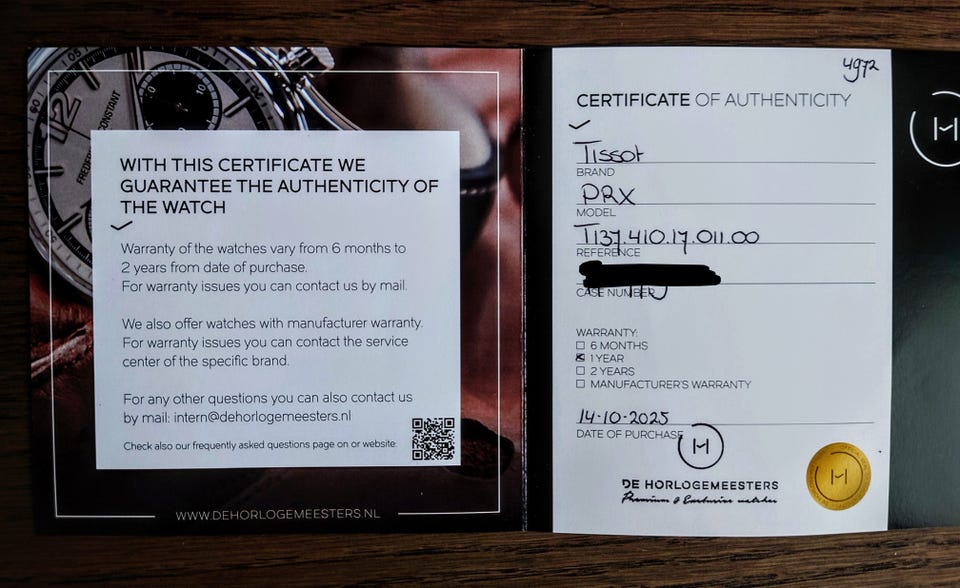 12
FREDERIQUE CONSTANT
60
0
10
WITH THIS CERTIFICATE WE
GUARANTEE THE AUTHENTICITY OF
THE WATCH
Warranty of the watches vary from 6 months to
2 years from date of purchase.
For warranty issues you can contact us by mail.
We also offer watches with manufacturer warranty.
For warranty issues you can contact the service
center of the specific brand.
For any other questions you can also contact us
by mail: intern@dehorlogemeesters.nl
Check also our frequently asked questions page on or website:
WWW.DEHORLOGEMEESTERS.NL
4972
CERTIFICATE OF AUTHENTICITY
Tissot
BRAND
PRX
MODEL
T137.410.17.011.00
REFERENCE
CASE NUMBER
WARRANTY:
6 MONTHS
1 YEAR
2 YEARS
MANUFACTURER'S WARRANTY
14-10-2025
DATE OF PURCHASE
DE HORLOGEMEESTERS
Premium & Exclusive watches